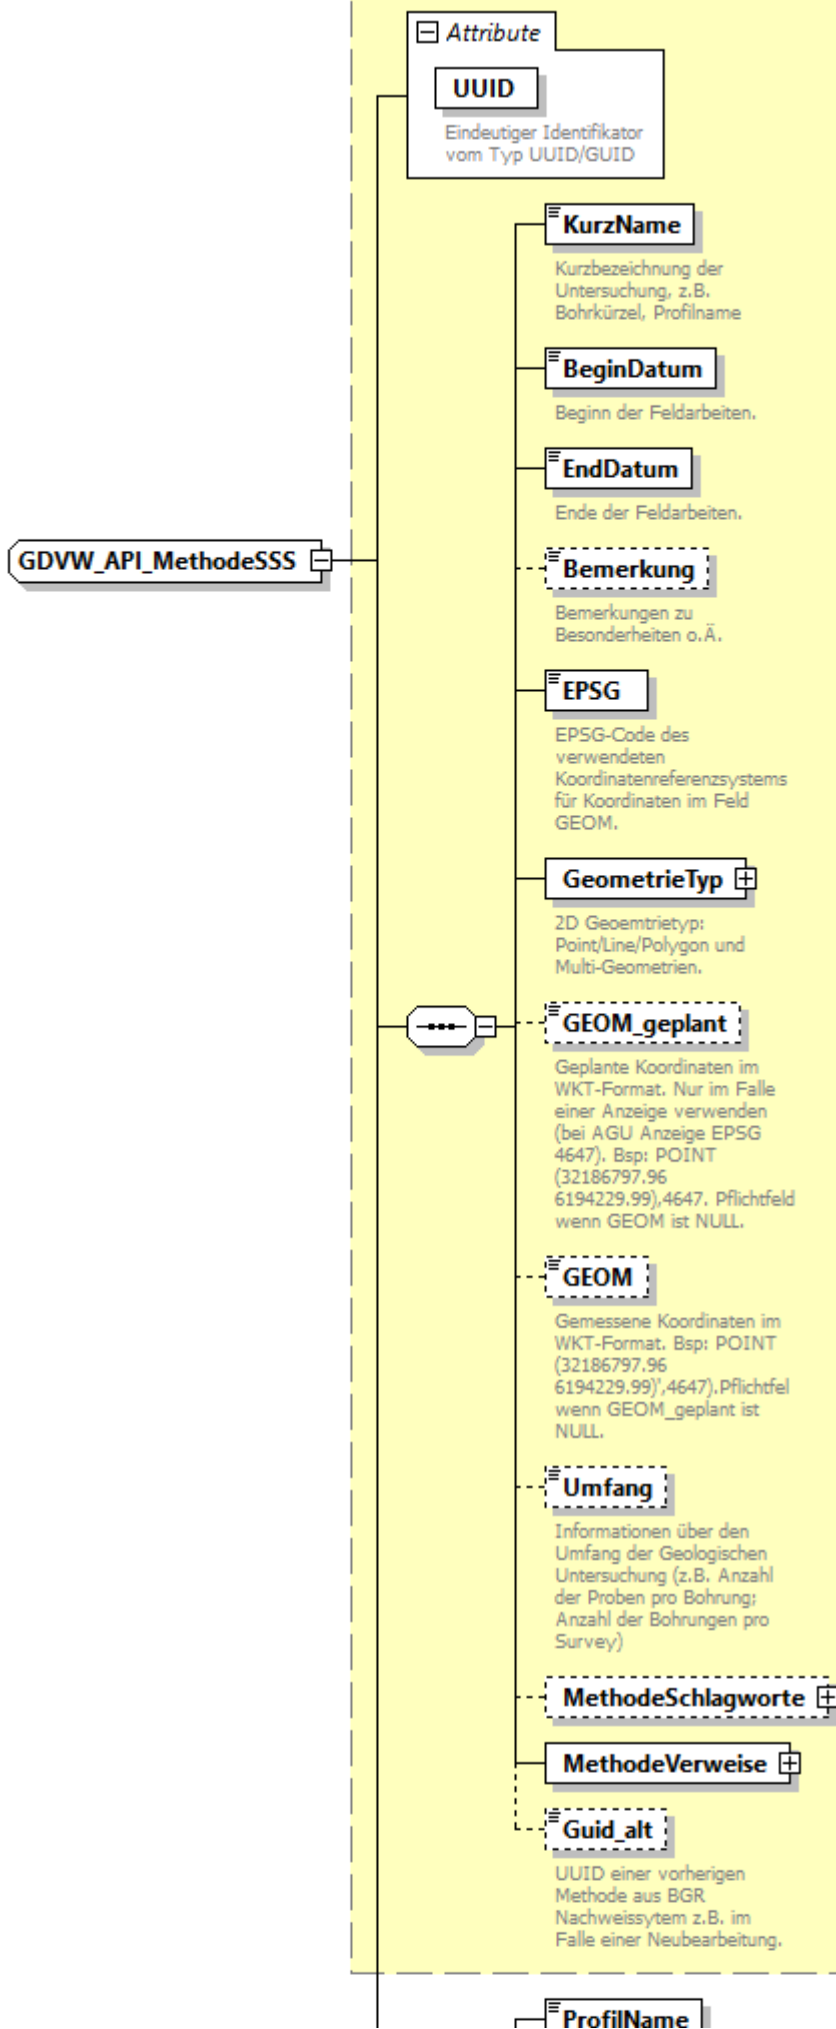 Attribute
UUID
Eindeutiger Identifikator
vom Typ UUID/GUID
KurzName
Kurzbezeichnung der
Untersuchung, z.B.
Bohrkürzel, Profilname
BeginDatum
Beginn der Feldarbeiten.
EndDatum
Ende der Feldarbeiten.
GDVW_API_MethodeSSS
Bemerkung
Bemerkungen zu
Besonderheiten o.Ä.
EPSG
EPSG-Code des
verwendeten
Koordinatenreferenzsystems
für Koordinaten im Feld
GEOM.
GeometrieTyp
2D Geoemtrietyp:
Point/Line/Polygon und
Multi-Geometrien.
GEOM_geplant
Geplante Koordinaten im
WKT-Format. Nur im Falle
einer Anzeige verwenden
(bei AGU Anzeige EPSG
4647). Bsp: POINT
(32186797.96
6194229.99),4647. Pflichtfeld
wenn GEOM ist NULL.
GEOM
Gemessene Koordinaten im
WKT-Format. Bsp: POINT
(32186797.96
6194229.99)',4647).Pflichtfel
wenn GEOM_geplant ist
NULL.
Umfang
Informationen über den
Umfang der Geologischen
Untersuchung (z.B. Anzahl
der Proben pro Bohrung;
Anzahl der Bohrungen pro
Survey)
MethodeSchlagworte
MethodeVerweise
Guid_alt
UUID einer vorherigen
Methode aus BGR
Nachweissytem z.B. im
Falle einer Neubearbeitung.
ProfilName